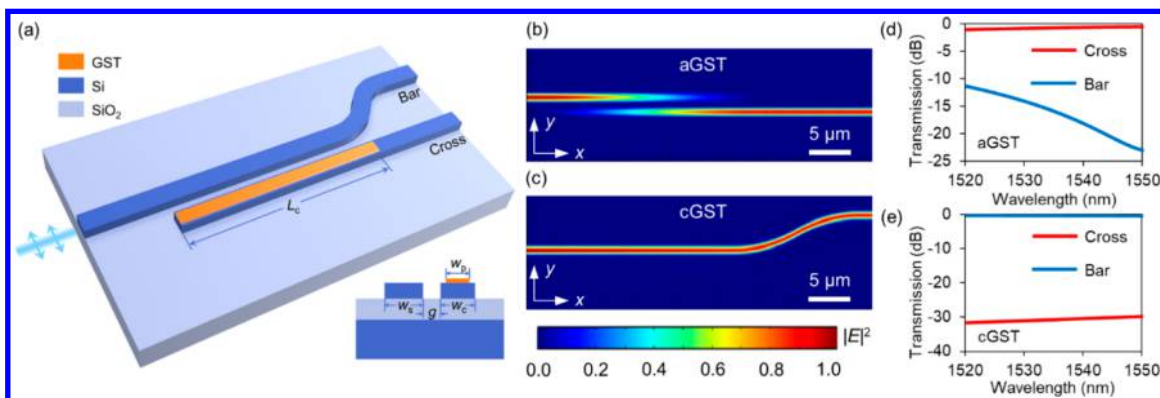 (a)
GST
Si
SiO₂
Bar
Cross
Lc
wp
ws
g
wc
(b)
aGST
y
x
5 µm
(c)
cGST
y
x
5 µm
|E|²
0.0 0.2 0.4 0.6 0.8 1.0
(d)
Transmission (dB)
0
-5
-10
-15
-20
-25
Cross
Bar
aGST
1520 1530 1540 1550
Wavelength (nm)
(e)
Transmission (dB)
0
-10
-20
-30
-40
Cross
Bar
cGST
1520 1530 1540 1550
Wavelength (nm)